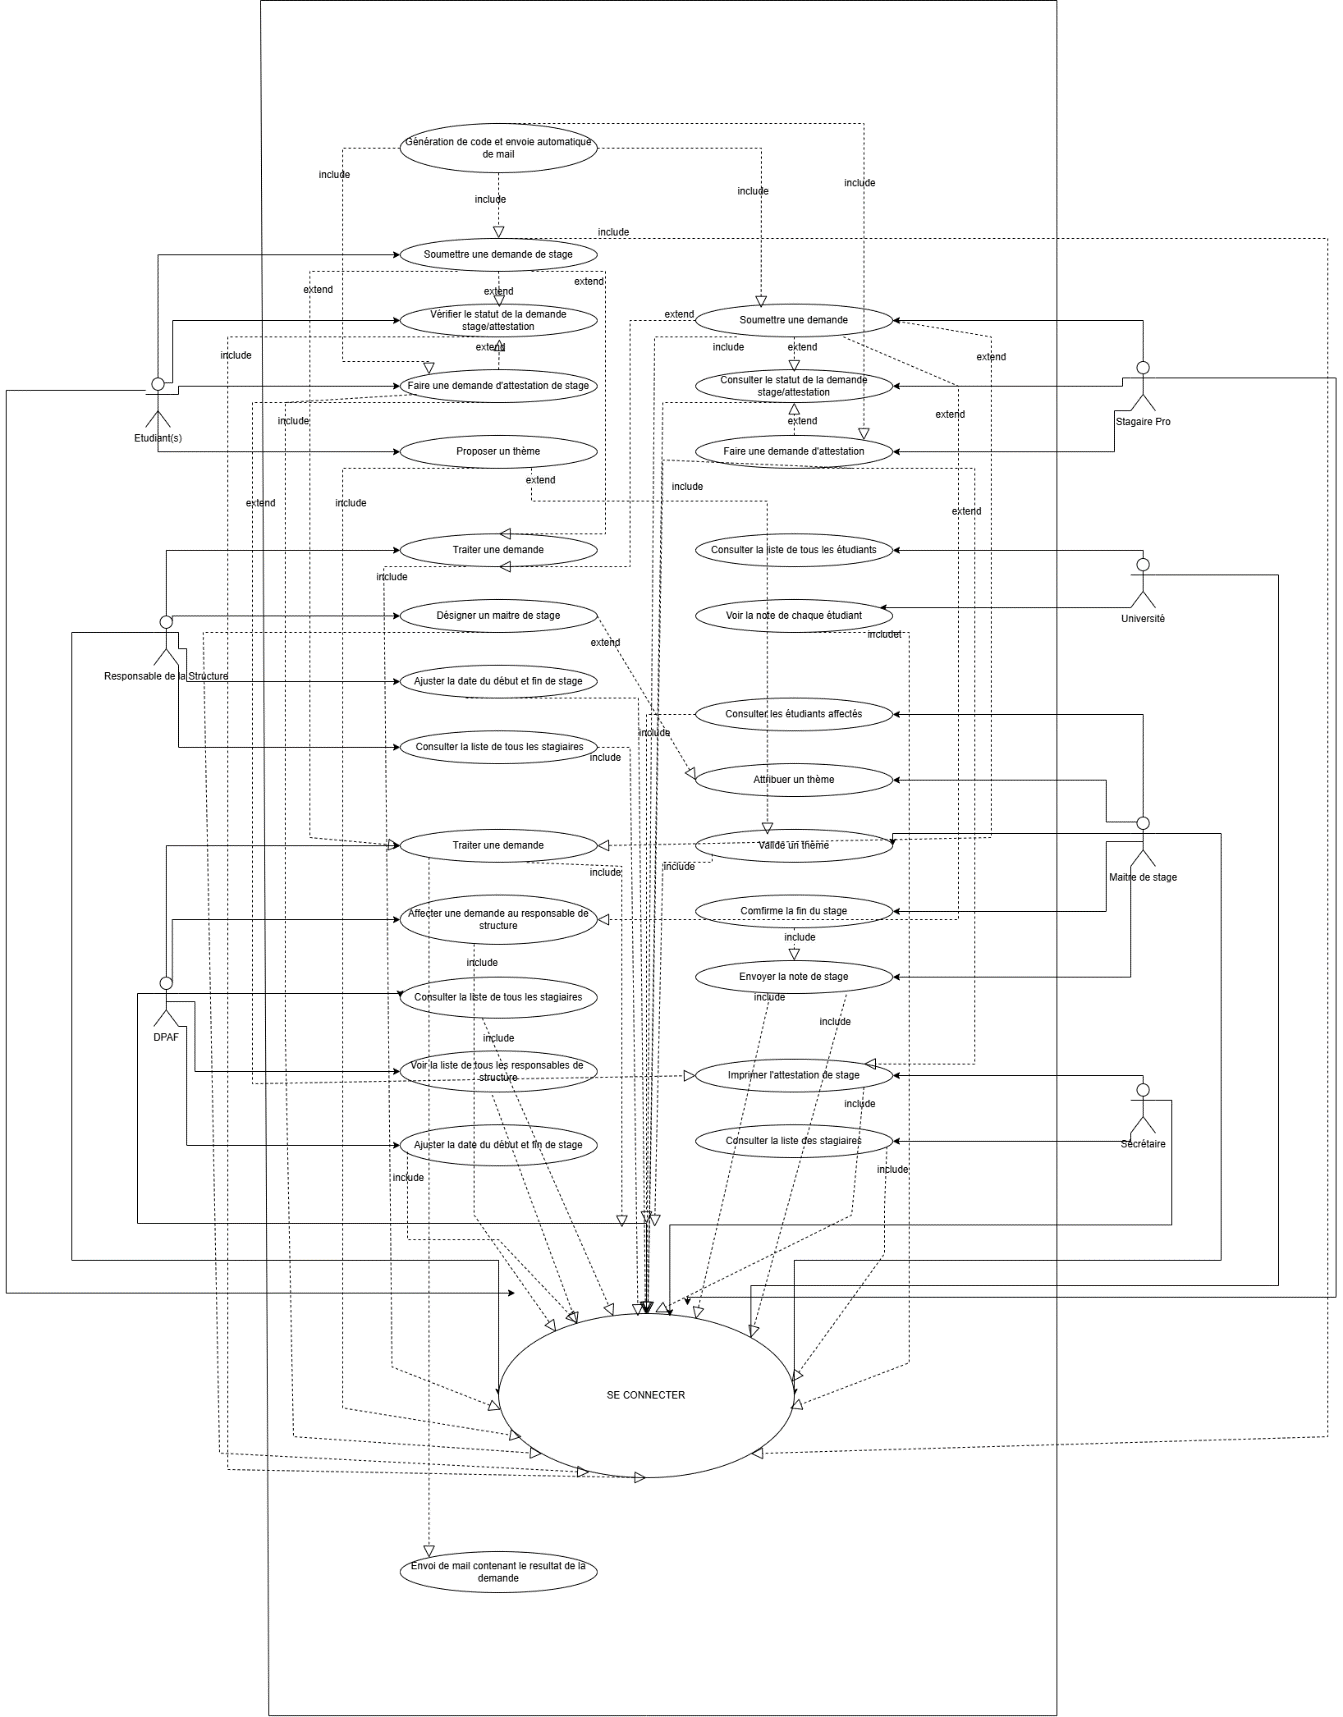 Génération de code et envoie automatique
de mail
include
include
include
include
include
Soumettre une demande de stage
extend
extend
extend
Vérifier le statut de la demande
stage/attestation
extend
Soumettre une demande
include
extend
include
extend
extend
Faire une demande d'attestation de stage
Consulter le statut de la demande
stage/attestation
Etudiant(s)
Stagaire Pro
include
extend
extend
Proposer un thème
Faire une demande d'attestation
extend
include
extend
include
extend
Traiter une demande
Consulter la liste de tous les étudiants
include
Désigner un maitre de stage
Voir la note de chaque étudiant
Université
extend
includet
Responsable de la Structure
Ajuster la date du début et fin de stage
Consulter les étudiants affectés
include
Consulter la liste de tous les stagiaires
include
Attribuer un thème
Traiter une demande
Valide un thème
include
include
Maitre de stage
Affecter une demande au responsable de
structure
Comfirme la fin du stage
include
include
Envoyer la note de stage
Consulter la liste de tous les stagiaires
include
include
include
DPAF
Voir la liste de tous les responsables de
structure
Imprimer l'attestation de stage
include
Ajuster la date du début et fin de stage
Consulter la liste des stagiaires
Sécrétaire
include
include
SE CONNECTER
Envoi de mail contenant le resultat de la
demande